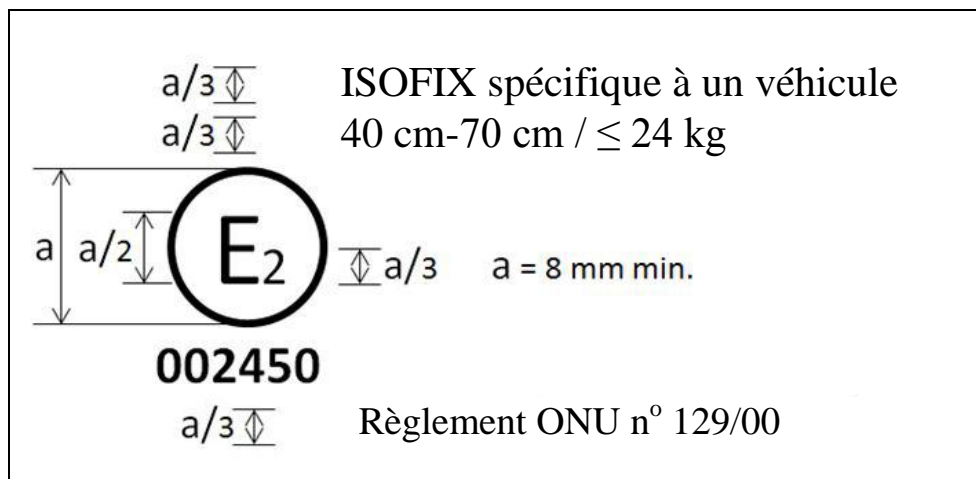 a/3 ISOFIX spécifique à un véhicule
a/3 40 cm-70 cm / ≤ 24 kg
a a/2 E2 a/3 a = 8 mm min.
002450
a/3 Règlement ONU nº 129/00